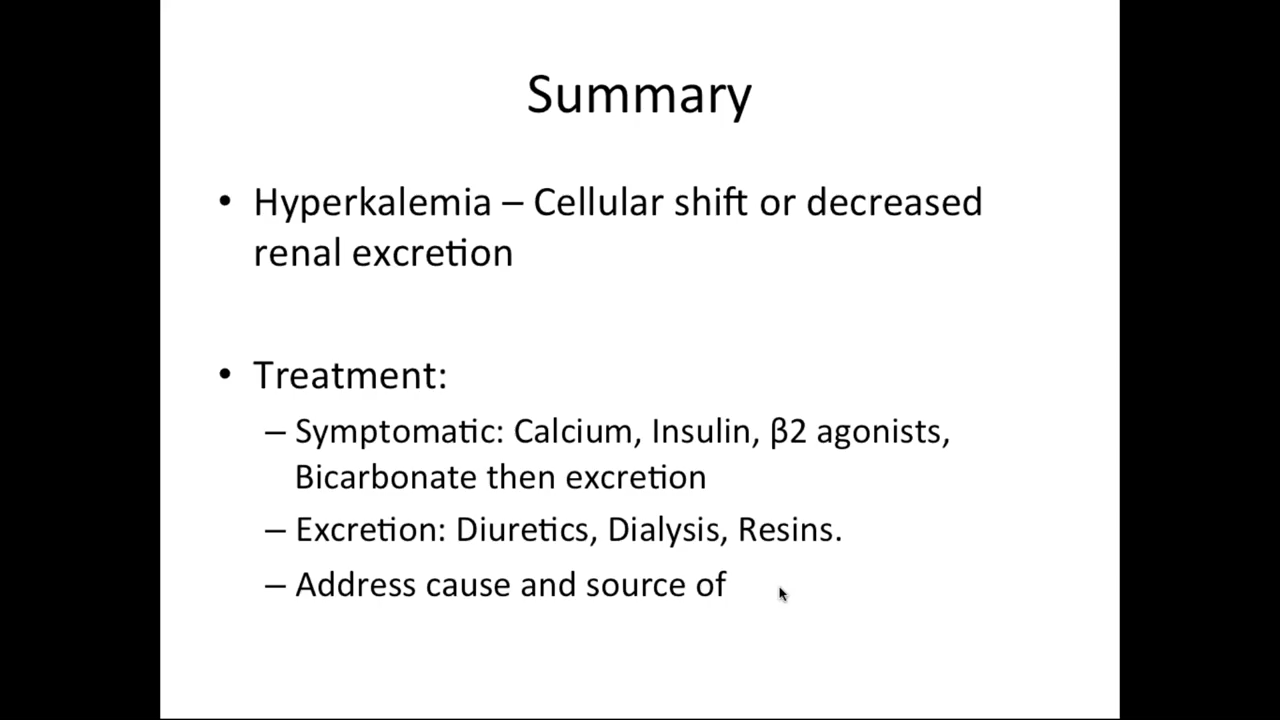 Summary
• Hyperkalemia – Cellular shift or decreased
renal excretion
• Treatment:
– Symptomatic: Calcium, Insulin, β2 agonists,
Bicarbonate then excretion
– Excretion: Diuretics, Dialysis, Resins.
– Address cause and source of